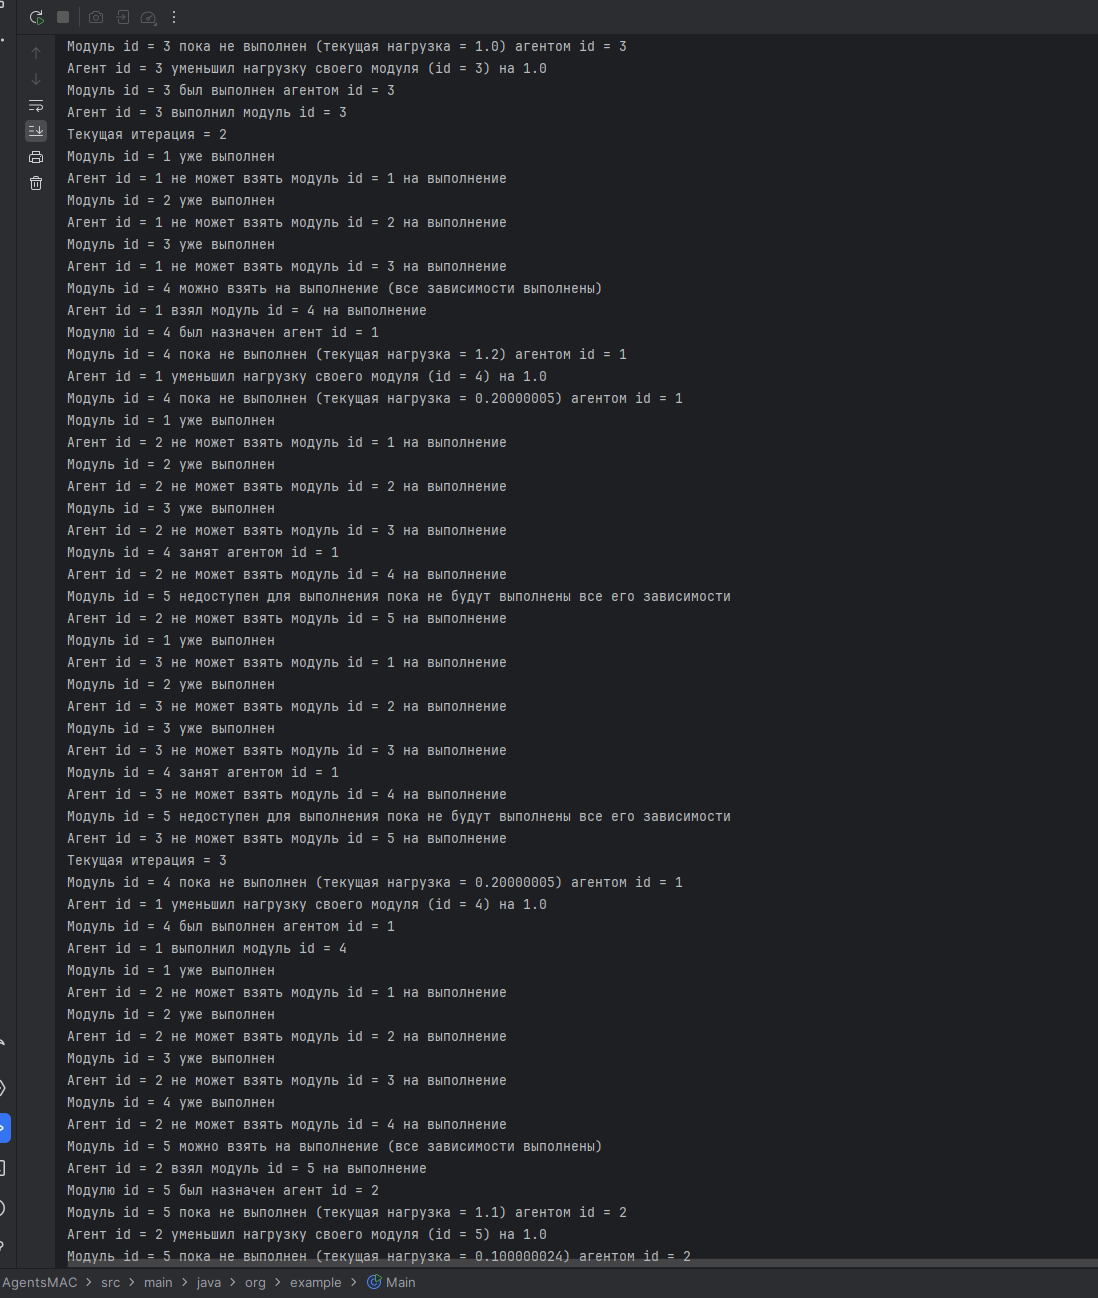 Модуль id = 3 пока не выполнен (текущая нагрузка = 1.0) агентом id = 3
Агент id = 3 уменьшил нагрузку своего модуля (id = 3) на 1.0
Модуль id = 3 был выполнен агентом id = 3
Агент id = 3 выполнил модуль id = 3
Текущая итерация = 2
Модуль id = 1 уже выполнен
Агент id = 1 не может взять модуль id = 1 на выполнение
Модуль id = 2 уже выполнен
Агент id = 1 не может взять модуль id = 2 на выполнение
Модуль id = 3 уже выполнен
Агент id = 1 не может взять модуль id = 3 на выполнение
Модуль id = 4 можно взять на выполнение (все зависимости выполнены)
Агент id = 1 взял модуль id = 4 на выполнение
Модулю id = 4 был назначен агент id = 1
Модуль id = 4 пока не выполнен (текущая нагрузка = 1.2) агентом id = 1
Агент id = 1 уменьшил нагрузку своего модуля (id = 4) на 1.0
Модуль id = 4 пока не выполнен (текущая нагрузка = 0.20000005) агентом id = 1
Модуль id = 1 уже выполнен
Агент id = 2 не может взять модуль id = 1 на выполнение
Модуль id = 2 уже выполнен
Агент id = 2 не может взять модуль id = 2 на выполнение
Модуль id = 3 уже выполнен
Агент id = 2 не может взять модуль id = 3 на выполнение
Модуль id = 4 занят агентом id = 1
Агент id = 2 не может взять модуль id = 4 на выполнение
Модуль id = 5 недоступен для выполнения пока не будут выполнены все его зависимости
Агент id = 2 не может взять модуль id = 5 на выполнение
Модуль id = 1 уже выполнен
Агент id = 3 не может взять модуль id = 1 на выполнение
Модуль id = 2 уже выполнен
Агент id = 3 не может взять модуль id = 2 на выполнение
Модуль id = 3 уже выполнен
Агент id = 3 не может взять модуль id = 3 на выполнение
Модуль id = 4 занят агентом id = 1
Агент id = 3 не может взять модуль id = 4 на выполнение
Модуль id = 5 недоступен для выполнения пока не будут выполнены все его зависимости
Агент id = 3 не может взять модуль id = 5 на выполнение
Текущая итерация = 3
Модуль id = 4 пока не выполнен (текущая нагрузка = 0.20000005) агентом id = 1
Агент id = 1 уменьшил нагрузку своего модуля (id = 4) на 1.0
Модуль id = 4 был выполнен агентом id = 1
Агент id = 1 выполнил модуль id = 4
Модуль id = 1 уже выполнен
Агент id = 2 не может взять модуль id = 1 на выполнение
Модуль id = 2 уже выполнен
Агент id = 2 не может взять модуль id = 2 на выполнение
Модуль id = 3 уже выполнен
Агент id = 2 не может взять модуль id = 3 на выполнение
Модуль id = 4 уже выполнен
Агент id = 2 не может взять модуль id = 4 на выполнение
Модуль id = 5 можно взять на выполнение (все зависимости выполнены)
Агент id = 2 взял модуль id = 5 на выполнение
Модулю id = 5 был назначен агент id = 2
Модуль id = 5 пока не выполнен (текущая нагрузка = 1.1) агентом id = 2
Агент id = 2 уменьшил нагрузку своего модуля (id = 5) на 1.0
Модуль id = 5 пока не выполнен (текущая нагрузка = 0.100000024) агентом id = 2
AgentsMAC > src > main > java > org > example > Main